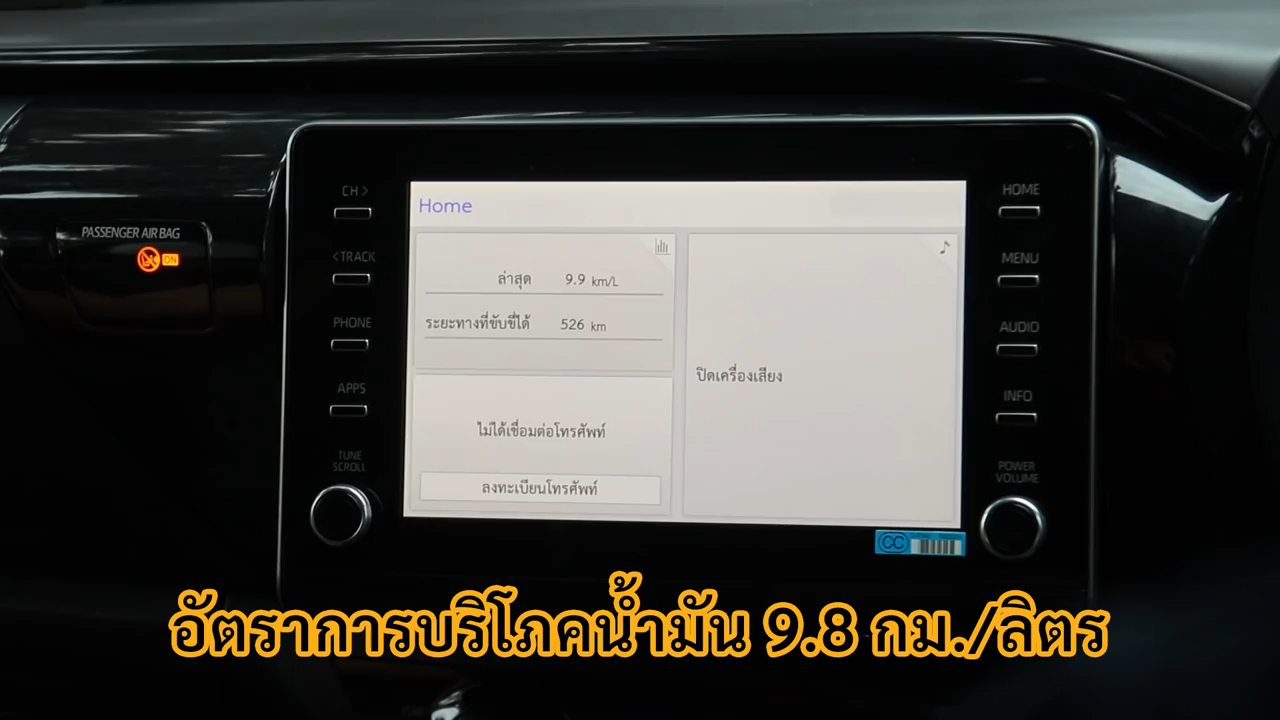 CH >
< TRACK
PHONE
APPS
TUNE
SCROLL
PASSENGER AIR BAG
ON
Home
ล่าสุด 9.9 km/L
ระยะทางที่ขับขี่ได้ 526 km
ไม่ได้เชื่อมต่อโทรศัพท์
ลงทะเบียนโทรศัพท์
ปิดเครื่องเสียง
HOME
MENU
AUDIO
INFO
POWER
VOLUME
CC
อัตราการบริโภคน้ำมัน 9.8 กม./ลิตร